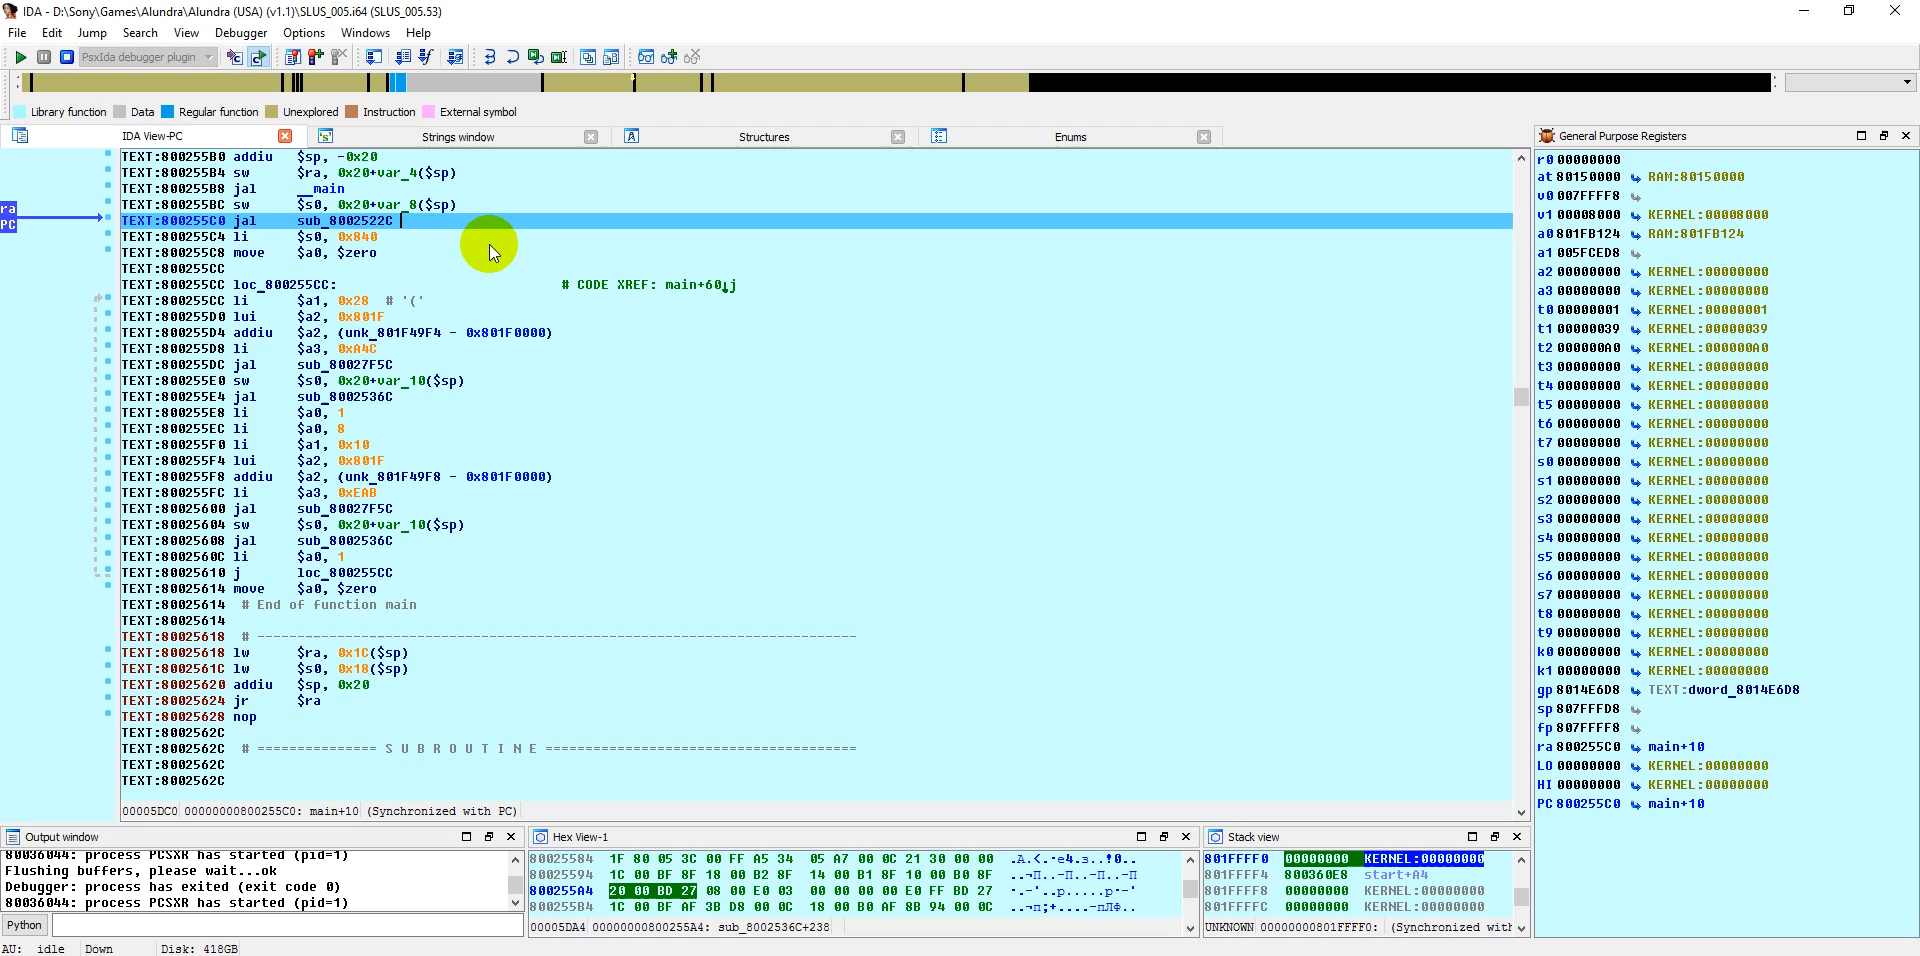 IDA - D:\Sony\Games\Alundra\Alundra (USA) (v1.1)\SLUS_005.i64 (SLUS_005.53)
File Edit Jump Search View Debugger Options Windows Help
PsxIda debugger plugin
Library function Data Regular function Unexplored Instruction External symbol
IDA View-PC Strings window Structures Enums
TEXT:800255B0 addiu $sp, -0x20
TEXT:800255B4 sw $ra, 0x20+var_4($sp)
TEXT:800255B8 jal __main
TEXT:800255BC sw $s0, 0x20+var_8($sp)
ra
PC
TEXT:800255C0 jal sub_8002522C
TEXT:800255C4 li $s0, 0x840
TEXT:800255C8 move $a0, $zero
TEXT:800255CC
TEXT:800255CC loc_800255CC: # CODE XREF: main+60↓j
TEXT:800255CC li $a1, 0x28 # '('
TEXT:800255D0 lui $a2, 0x801F
TEXT:800255D4 addiu $a2, (unk_801F49F4 - 0x801F0000)
TEXT:800255D8 li $a3, 0xA4C
TEXT:800255DC jal sub_80027F5C
TEXT:800255E0 sw $s0, 0x20+var_10($sp)
TEXT:800255E4 jal sub_8002536C
TEXT:800255E8 li $a0, 1
TEXT:800255EC li $a0, 8
TEXT:800255F0 li $a1, 0x10
TEXT:800255F4 lui $a2, 0x801F
TEXT:800255F8 addiu $a2, (unk_801F49F8 - 0x801F0000)
TEXT:800255FC li $a3, 0xEAB
TEXT:80025600 jal sub_80027F5C
TEXT:80025604 sw $s0, 0x20+var_10($sp)
TEXT:80025608 jal sub_8002536C
TEXT:8002560C li $a0, 1
TEXT:80025610 j loc_800255CC
TEXT:80025614 move $a0, $zero
TEXT:80025614 # End of function main
TEXT:80025614
TEXT:80025618 # ---------------------------------------------------------------------------
TEXT:80025618 lw $ra, 0x1C($sp)
TEXT:8002561C lw $s0, 0x18($sp)
TEXT:80025620 addiu $sp, 0x20
TEXT:80025624 jr $ra
TEXT:80025628 nop
TEXT:8002562C
TEXT:8002562C # =============== S U B R O U T I N E =======================================
TEXT:8002562C
TEXT:8002562C
00005DC0 00000000800255C0: main+10 (Synchronized with PC)
General Purpose Registers
r0 00000000
at 80150000 RAM:80150000
v0 007FFFF8
v1 00008000 KERNEL:00008000
a0 801FB124 RAM:801FB124
a1 005FCED8
a2 00000000 KERNEL:00000000
a3 00000000 KERNEL:00000000
t0 00000001 KERNEL:00000001
t1 00000039 KERNEL:00000039
t2 000000A0 KERNEL:000000A0
t3 00000000 KERNEL:00000000
t4 00000000 KERNEL:00000000
t5 00000000 KERNEL:00000000
t6 00000000 KERNEL:00000000
t7 00000000 KERNEL:00000000
s0 00000000 KERNEL:00000000
s1 00000000 KERNEL:00000000
s2 00000000 KERNEL:00000000
s3 00000000 KERNEL:00000000
s4 00000000 KERNEL:00000000
s5 00000000 KERNEL:00000000
s6 00000000 KERNEL:00000000
s7 00000000 KERNEL:00000000
t8 00000000 KERNEL:00000000
t9 00000000 KERNEL:00000000
k0 00000000 KERNEL:00000000
k1 00000000 KERNEL:00000000
gp 8014E6D8 TEXT:dword_8014E6D8
sp 807FFFD8
fp 807FFFF8
ra 800255C0 main+10
LO 00000000 KERNEL:00000000
HI 00000000 KERNEL:00000000
PC 800255C0 main+10
Output window
80036044: process PCSXR has started (pid=1)
Flushing buffers, please wait...ok
Debugger: process has exited (exit code 0)
80036044: process PCSXR has started (pid=1)
Python
Hex View-1
80025584 1F 80 05 3C 00 FF A5 34 05 A7 00 0C 21 30 00 00
80025594 1C 00 BF 8F 18 00 B2 8F 14 00 B1 8F 10 00 B0 8F
800255A4 20 00 BD 27 08 00 E0 03 00 00 00 00 E0 FF BD 27
800255B4 1C 00 BF AF 3B D8 00 0C 18 00 B0 AF 8B 94 00 0C
00005DA4 00000000800255A4: sub_8002536C+238
Stack view
801FFFF0 00000000 KERNEL:00000000
801FFFF4 800360E8 start+A4
801FFFF8 00000000 KERNEL:00000000
801FFFFC 00000000 KERNEL:00000000
UNKNOWN 00000000801FFFF0: (Synchronized with
AU: idle Down Disk: 418GB